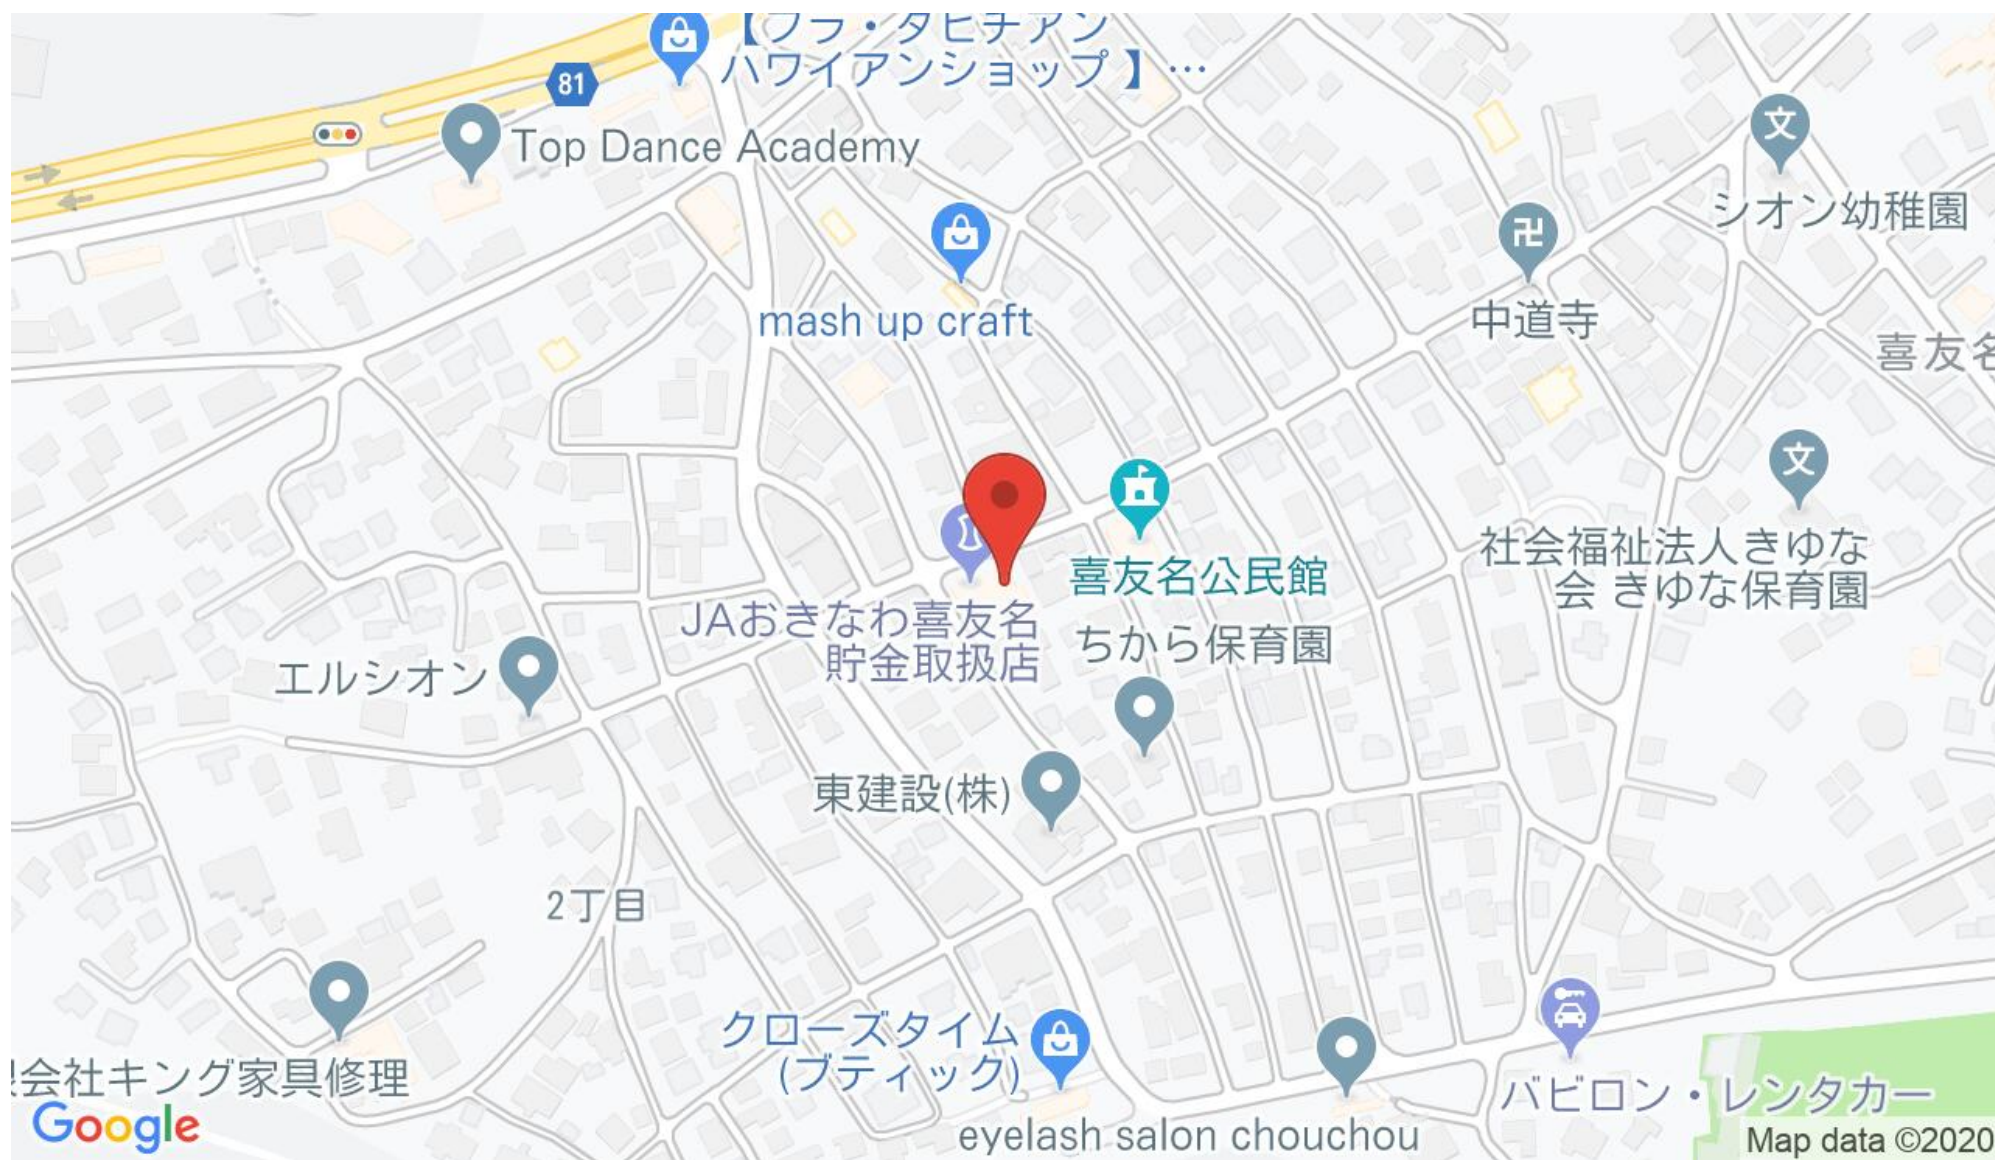 【フラ・タヒチアン
ハワイアンショップ 】 …
81
Top Dance Academy
文
シオン幼稚園
卍
中道寺
mash up craft
喜友名
文
社会福祉法人きゆな
会 きゆな保育園
喜友名公民館
JAおきなわ喜友名
貯金取扱店
ちから保育園
エルシオン
東建設(株)
2丁目
クローズタイム
(ブティック)
会社キング家具修理
バビロン・レンタカー
eyelash salon chouchou
Google
Map data ©2020